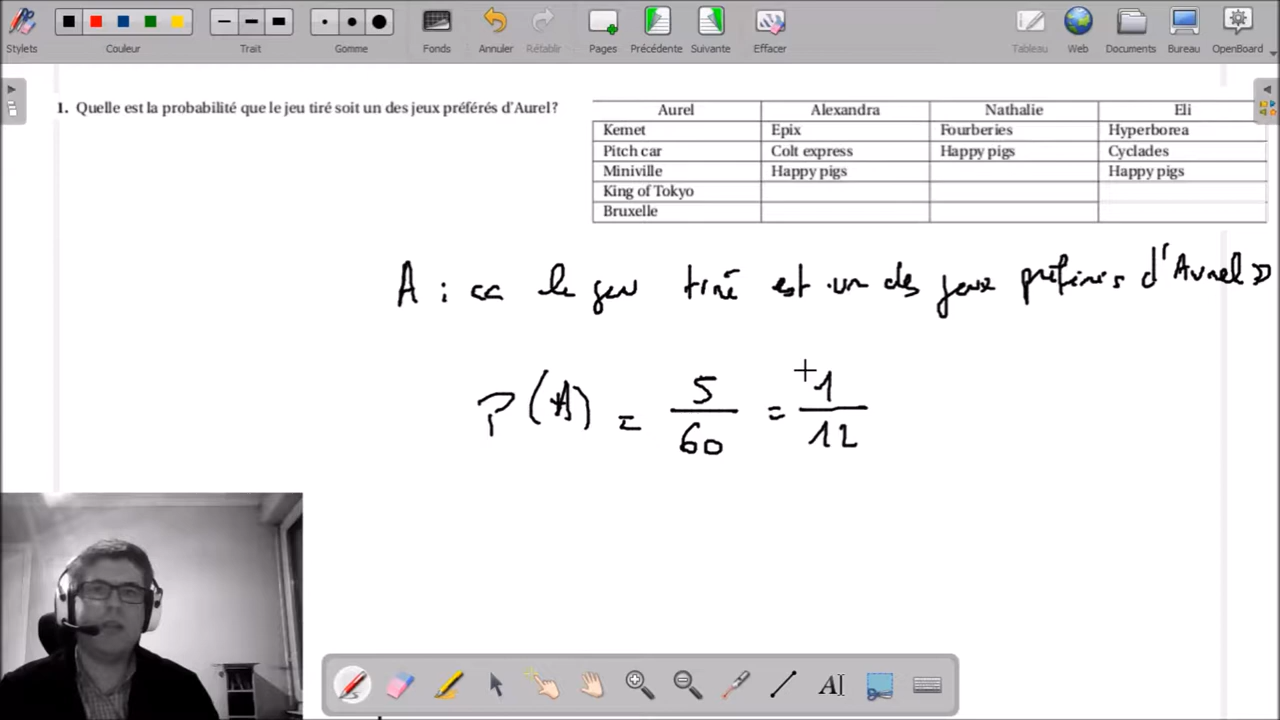 Stylets Couleur Trait Gomme Fonds Annuler Rétablir Pages Précédente Suivante Effacer Tableau Web Documents Bureau OpenBoard
1. Quelle est la probabilité que le jeu tiré soit un des jeux préférés d'Aurel?
Aurel Alexandra Nathalie Eli
Kemet Epix Fourberies Hyperborea
Pitch car Colt express Happy pigs Cyclades
Miniville Happy pigs Happy pigs
King of Tokyo
Bruxelle
A : « le jeu tiré est un des jeux préférés d'Aurel »
P(A) = 5/60 = 1/12
AI